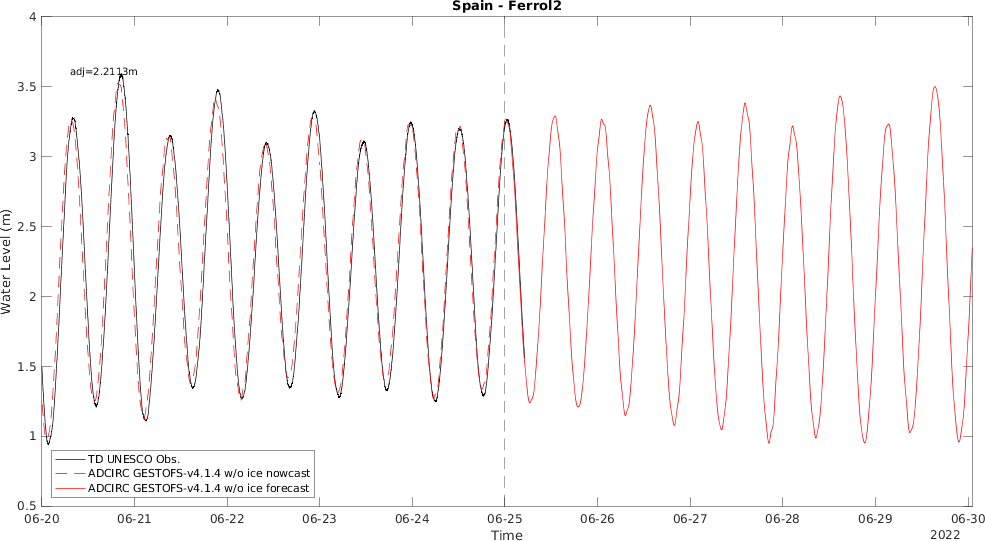 Spain - Ferrol2
4
3.5
3
2.5
2
1.5
1
0.5
Water Level (m)
adj=2.2113m
TD UNESCO Obs.
ADCIRC GESTOFS-v4.1.4 w/o ice nowcast
ADCIRC GESTOFS-v4.1.4 w/o ice forecast
06-20 06-21 06-22 06-23 06-24 06-25 06-26 06-27 06-28 06-29 06-30
Time
2022